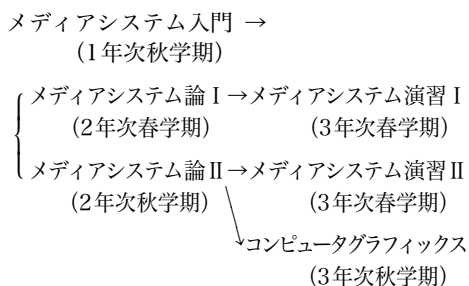 メディアシステム入門 →
(1年次秋学期)
メディアシステム論Ⅰ→メディアシステム演習Ⅰ
(2年次春学期) (3年次春学期)
メディアシステム論Ⅱ→メディアシステム演習Ⅱ
(2年次秋学期) (3年次春学期)
コンピュータグラフィックス
(3年次秋学期)